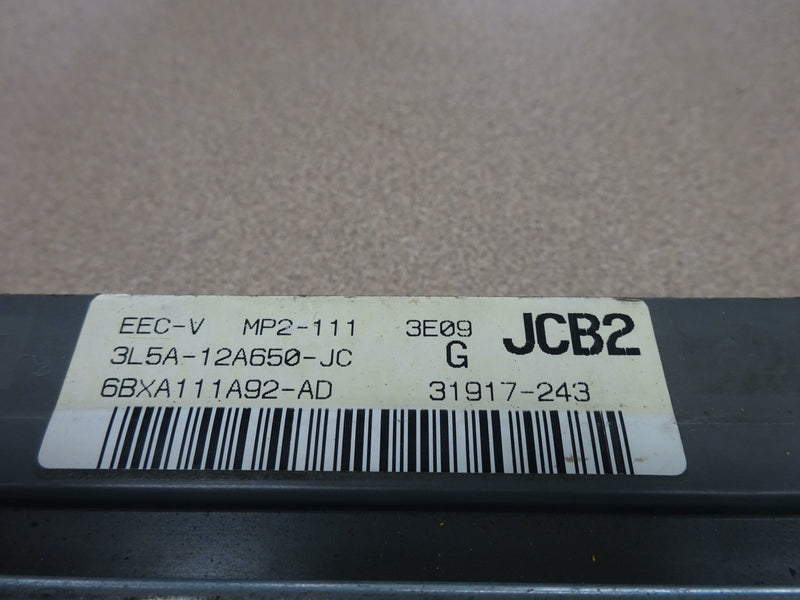 EEC-V MP2-111 3E09 JCB2
3L5A-12A650-JC G
6BXA111A92-AD 31917-243